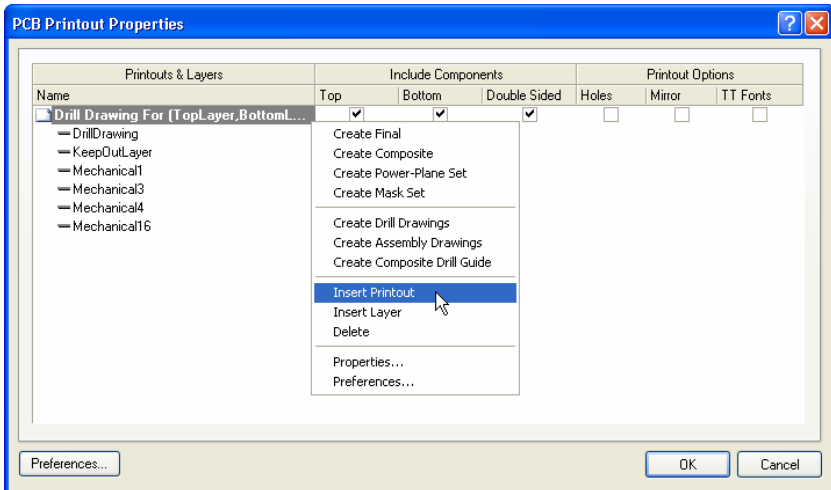 PCB Printout Properties
Printouts & Layers Include Components Printout Options
Name Top Bottom Double Sided Holes Mirror TT Fonts
Drill Drawing For (TopLayer,BottomL...
DrillDrawing
KeepOutLayer
Mechanical1
Mechanical3
Mechanical4
Mechanical16
Create Final
Create Composite
Create Power-Plane Set
Create Mask Set
Create Drill Drawings
Create Assembly Drawings
Create Composite Drill Guide
Insert Printout
Insert Layer
Delete
Properties...
Preferences...
Preferences... OK Cancel